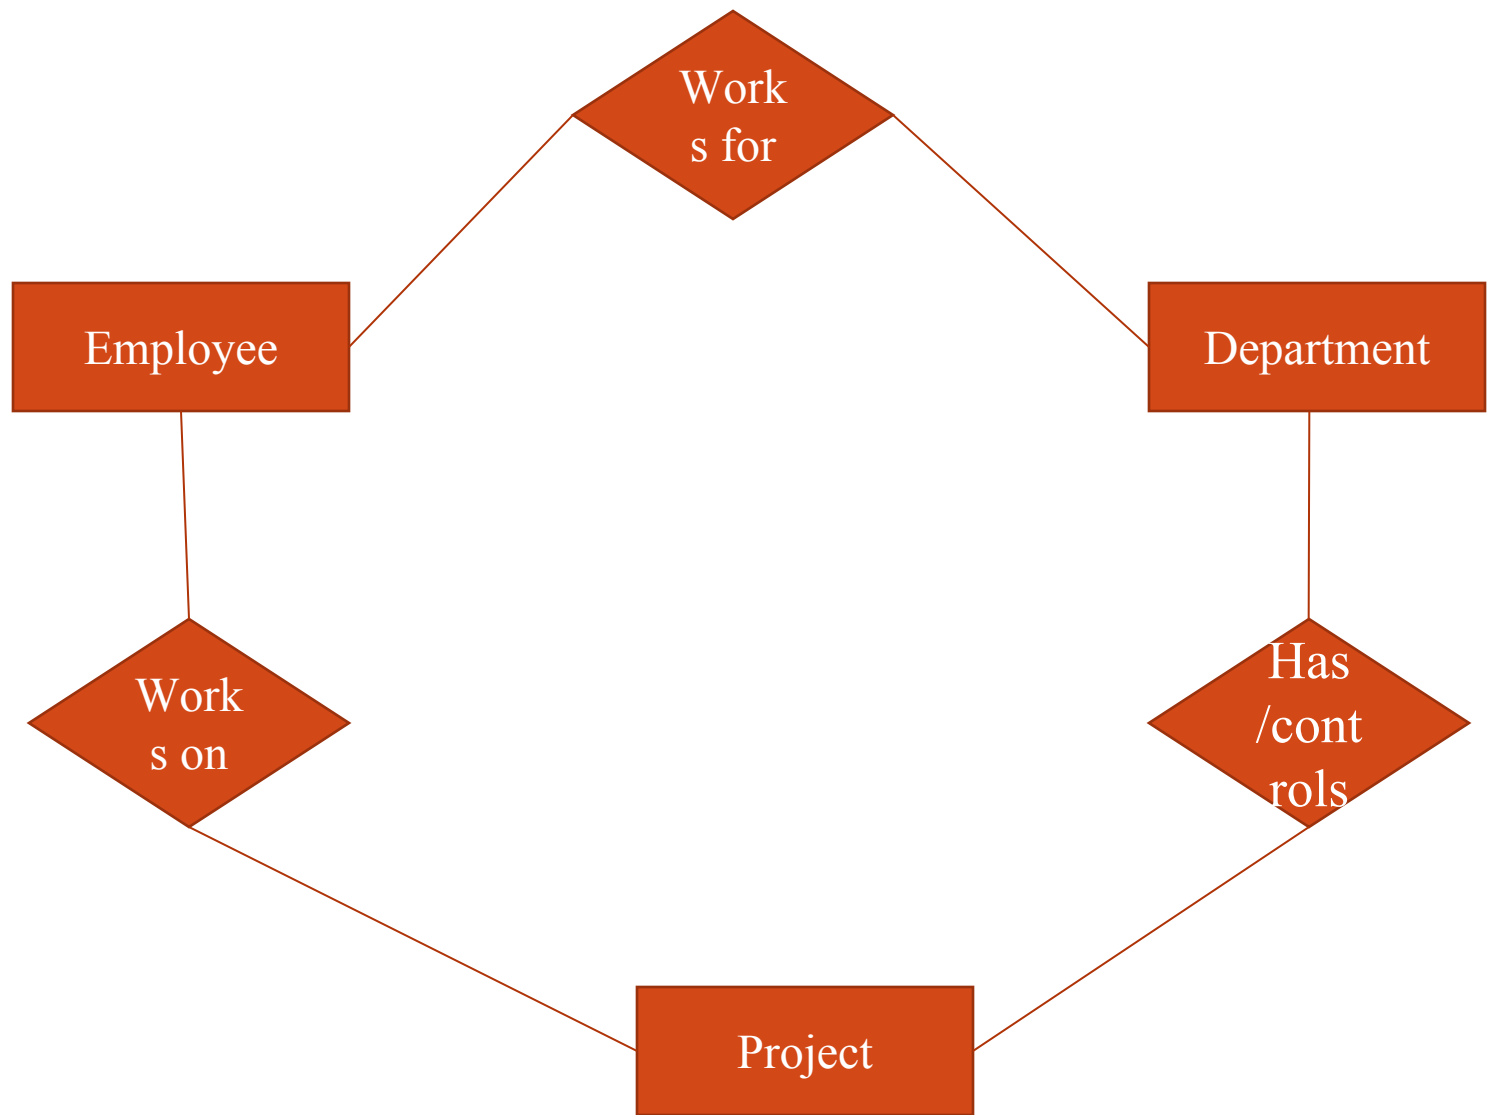 Work
s for
Employee
Department
Work
s on
Has
/cont
rols
Project